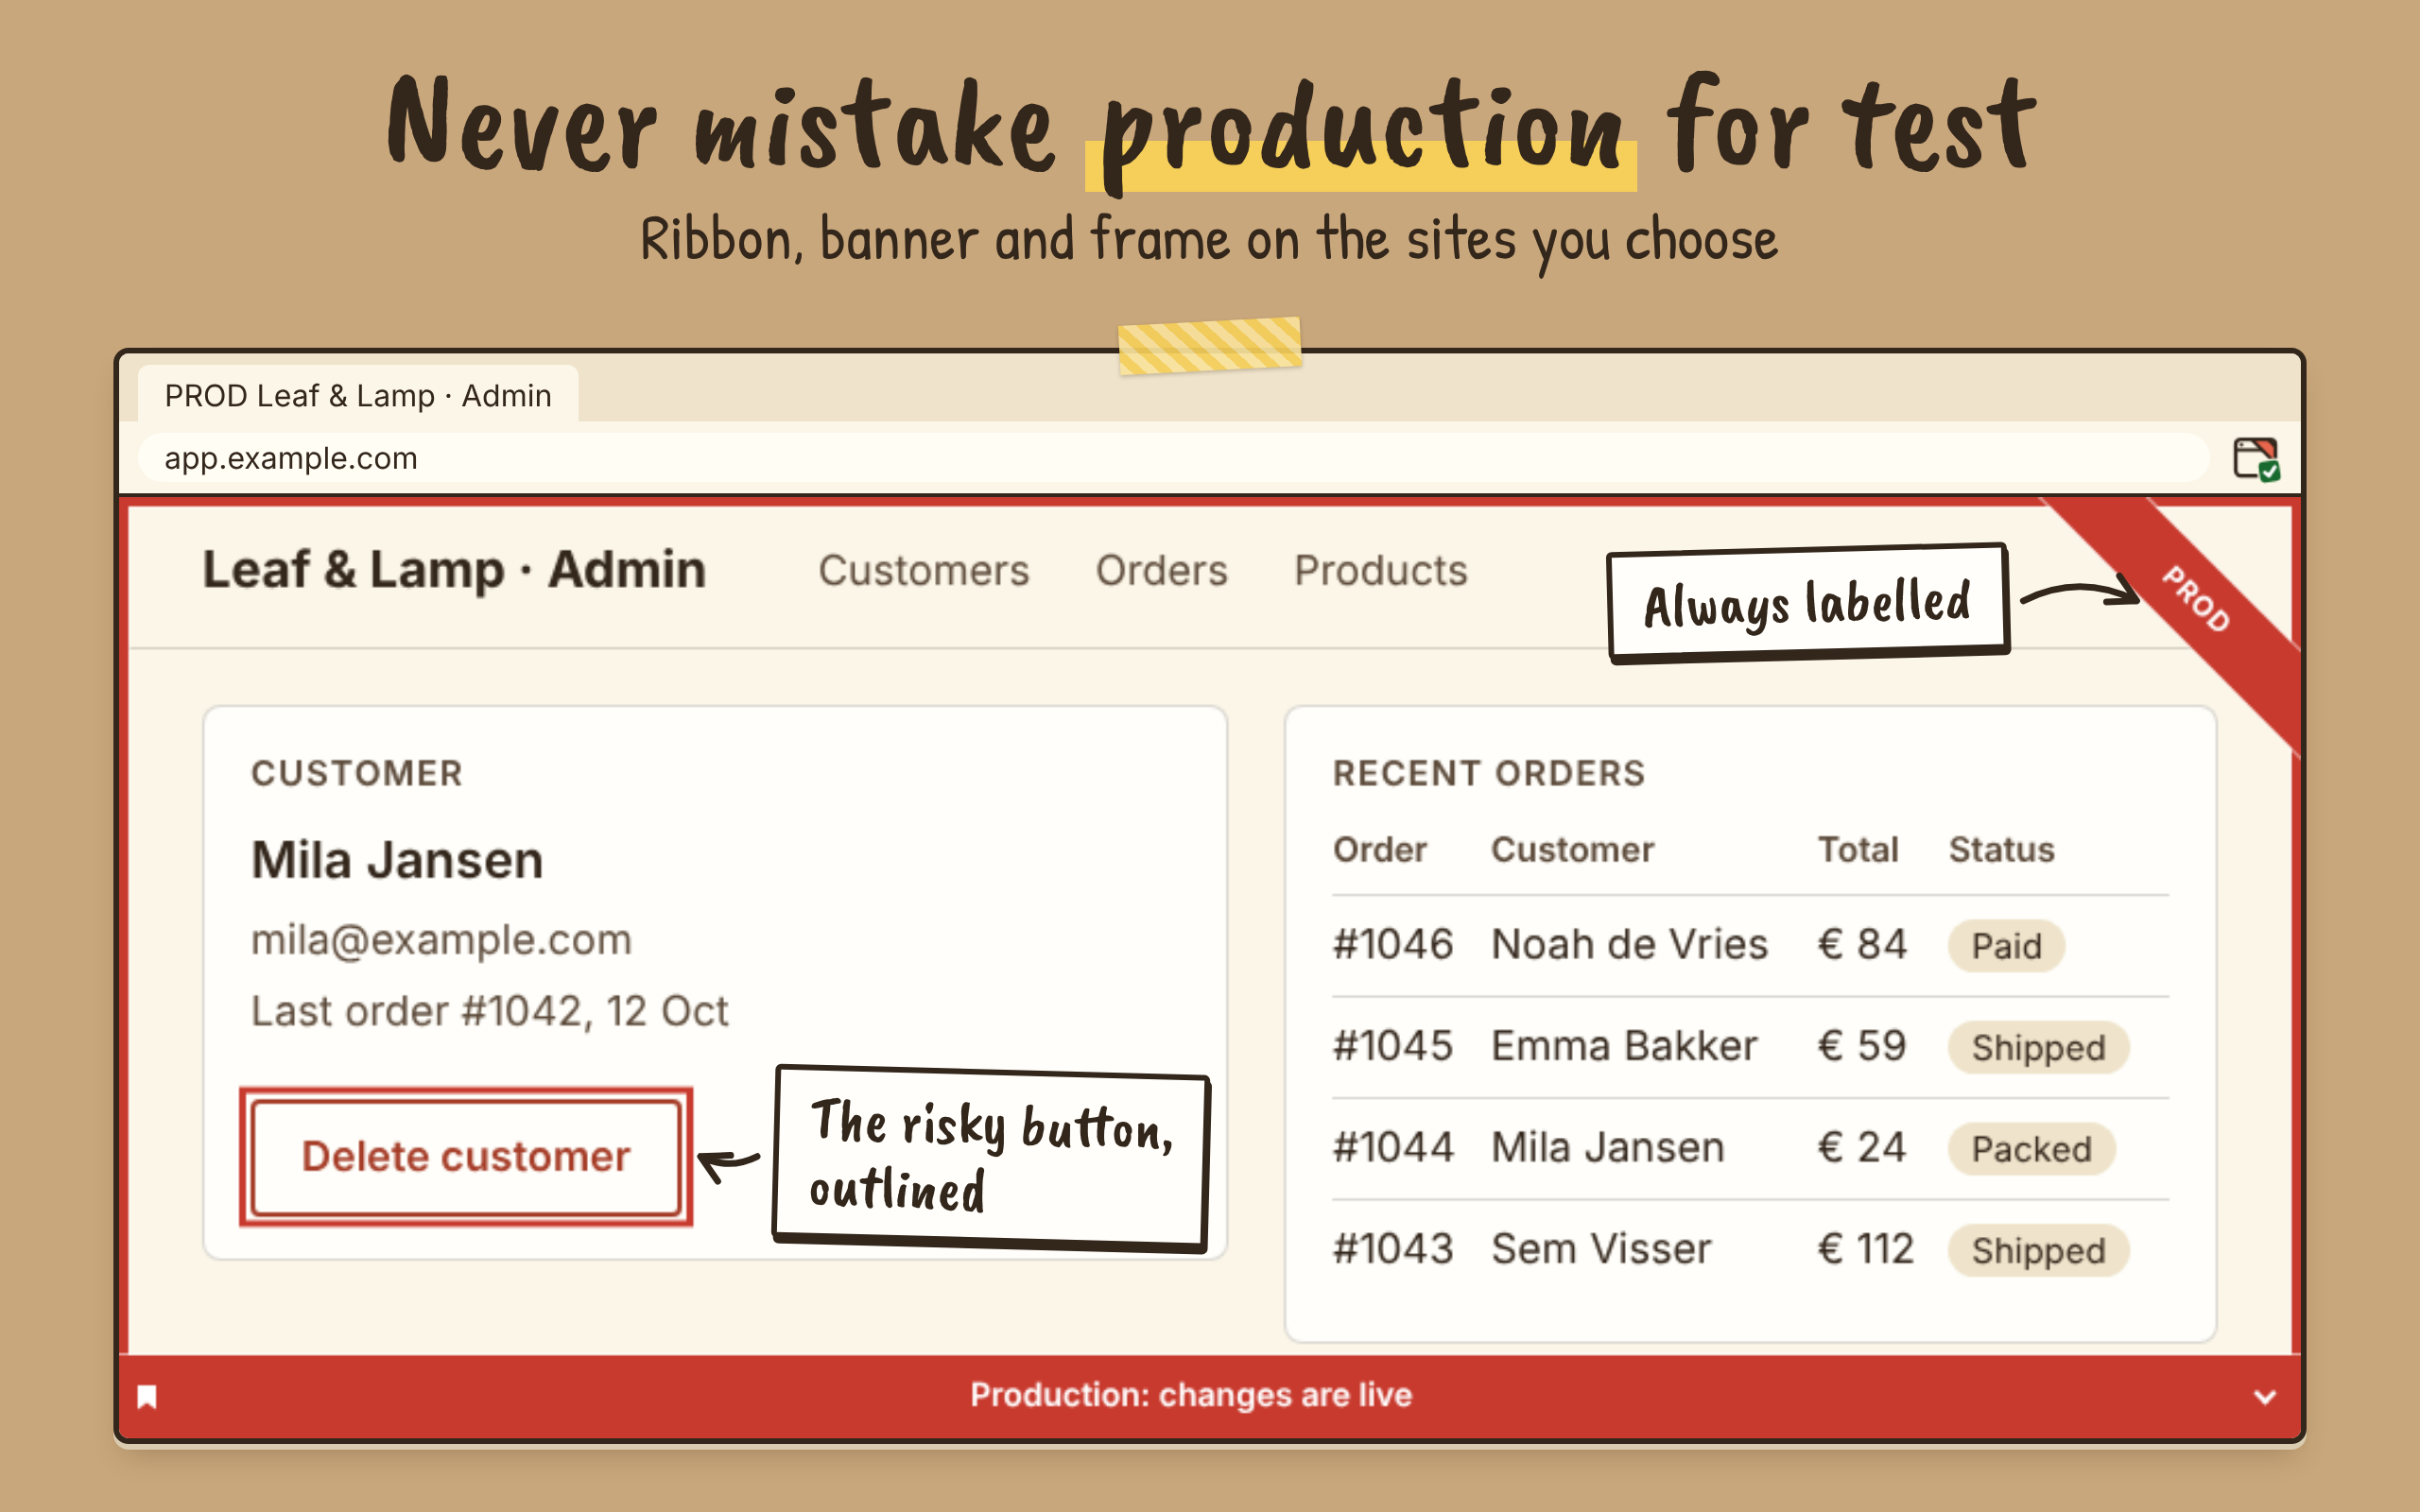 Never mistake production for test
Ribbon, banner and frame on the sites you choose
PROD Leaf & Lamp · Admin
app.example.com
Leaf & Lamp · Admin
Customers
Orders
Products
Always labelled
PROD
CUSTOMER
Mila Jansen
mila@example.com
Last order #1042, 12 Oct
Delete customer
The risky button,
outlined
RECENT ORDERS
Order Customer Total Status
#1046 Noah de Vries € 84 Paid
#1045 Emma Bakker € 59 Shipped
#1044 Mila Jansen € 24 Packed
#1043 Sem Visser € 112 Shipped
Production: changes are live